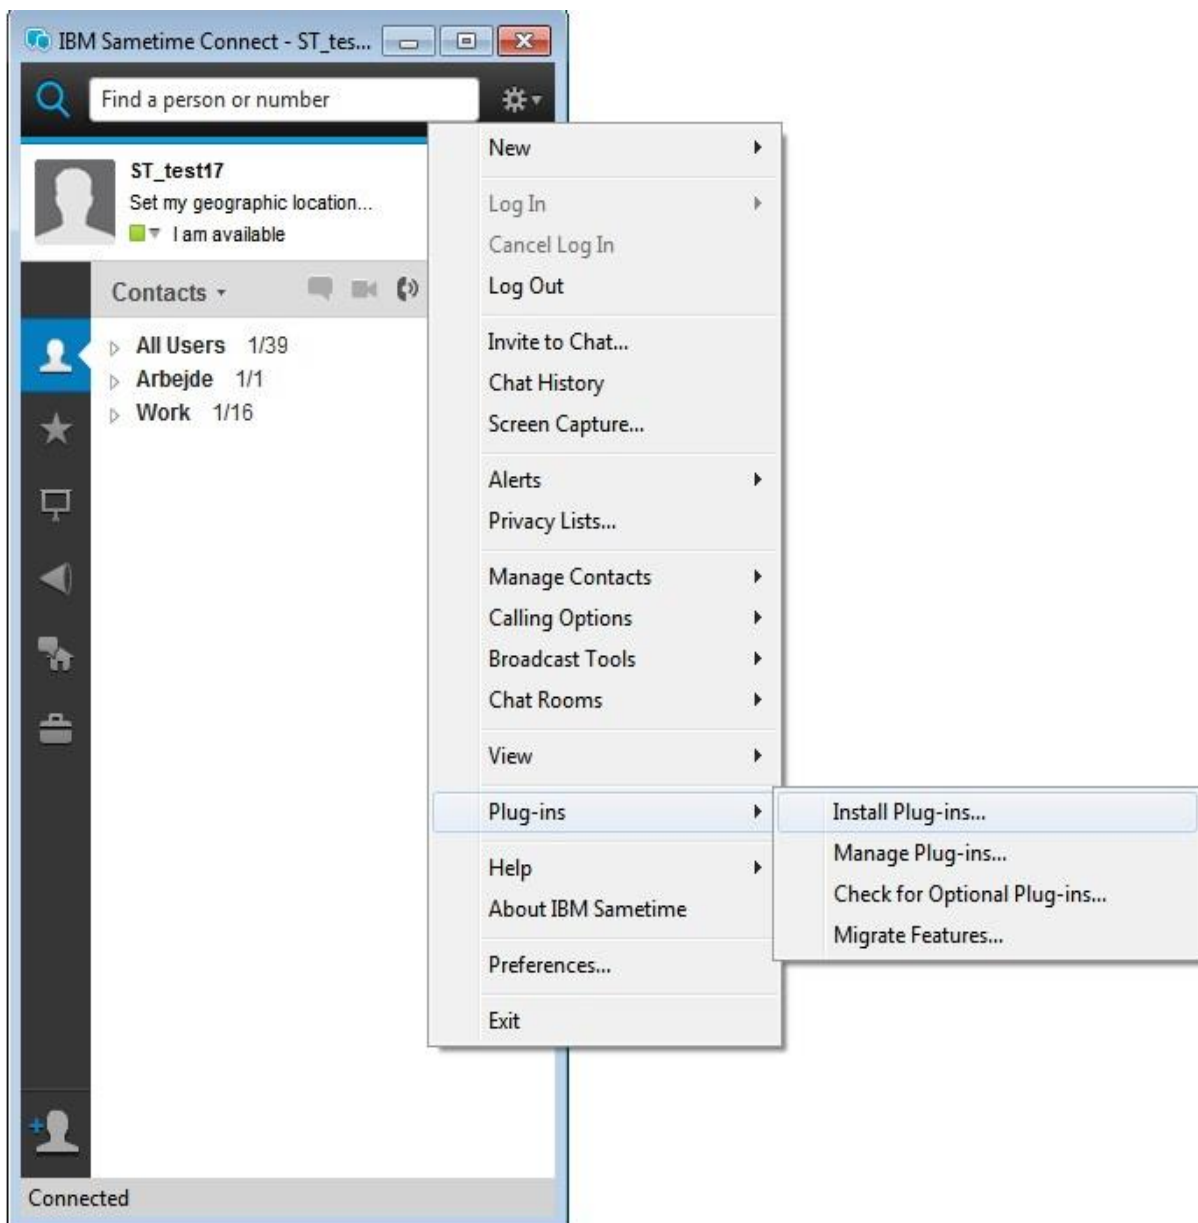 IBM Sametime Connect - ST_tes...
Find a person or number
ST_test17
Set my geographic location...
I am available
Contacts
All Users 1/39
Arbejde 1/1
Work 1/16
New
Log In
Cancel Log In
Log Out
Invite to Chat...
Chat History
Screen Capture...
Alerts
Privacy Lists...
Manage Contacts
Calling Options
Broadcast Tools
Chat Rooms
View
Plug-ins
Help
About IBM Sametime
Preferences...
Exit
Install Plug-ins...
Manage Plug-ins...
Check for Optional Plug-ins...
Migrate Features...
Connected